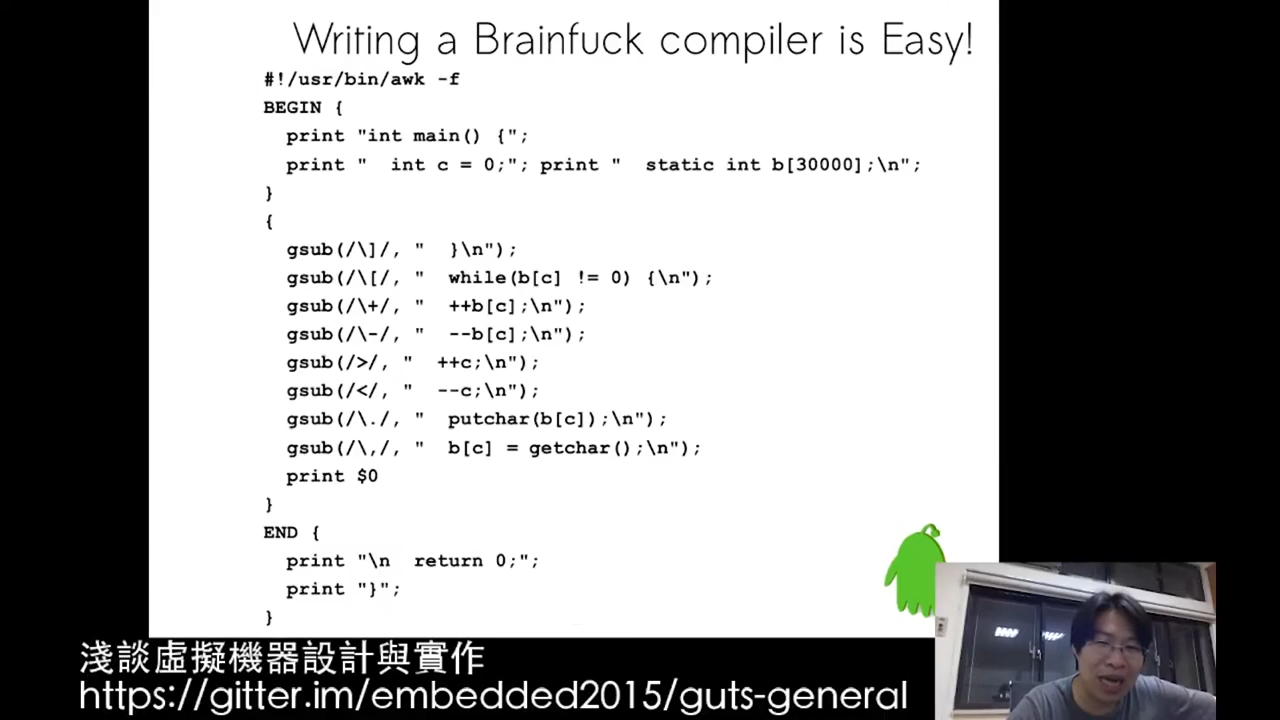 Writing a Brainfuck compiler is Easy!
#!/usr/bin/awk -f
BEGIN {
  print "int main() {";
  print "  int c = 0;"; print "  static int b[30000];\n";
}
{
  gsub(/\]/, "  }\n");
  gsub(/\[/, "  while(b[c] != 0) {\n");
  gsub(/\+/, "  ++b[c];\n");
  gsub(/\-/, "  --b[c];\n");
  gsub(/>/, "  ++c;\n");
  gsub(/</, "  --c;\n");
  gsub(/\./, "  putchar(b[c]);\n");
  gsub(/\,/, "  b[c] = getchar();\n");
  print $0
}
END {
  print "\n  return 0;";
  print "}";
}
淺談虛擬機器設計與實作
https://gitter.im/embedded2015/guts-general